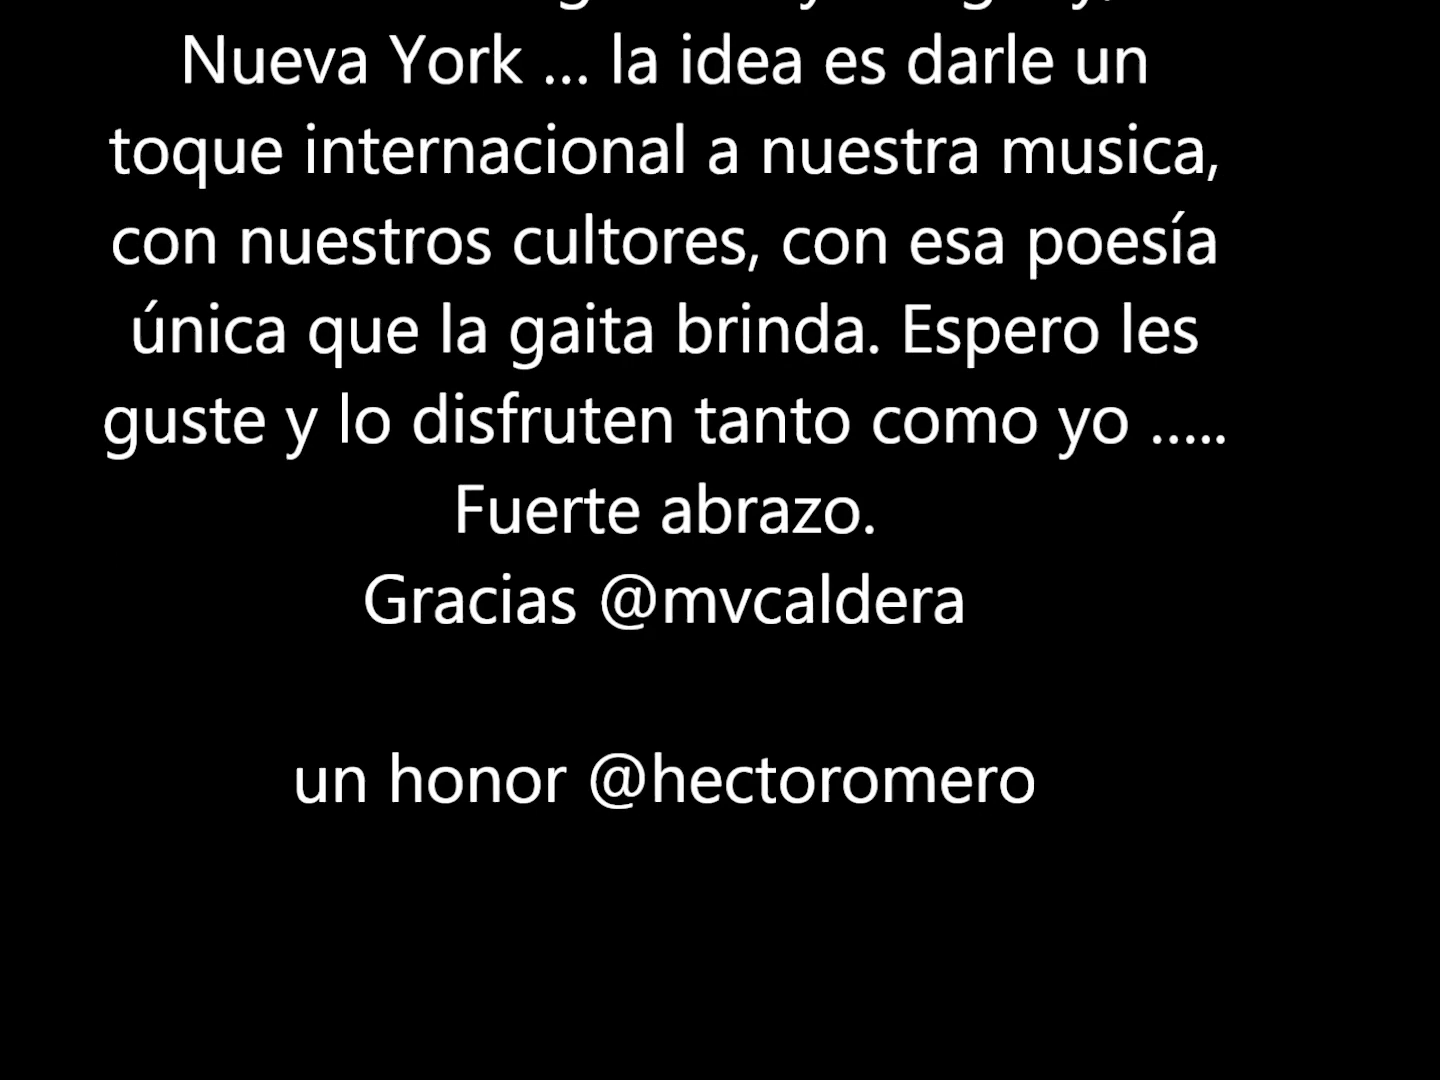 Nueva York ... la idea es darle un
toque internacional a nuestra musica,
con nuestros cultores, con esa poesía
única que la gaita brinda. Espero les
guste y lo disfruten tanto como yo .....
Fuerte abrazo.
Gracias @mvcaldera
un honor @hectoromero